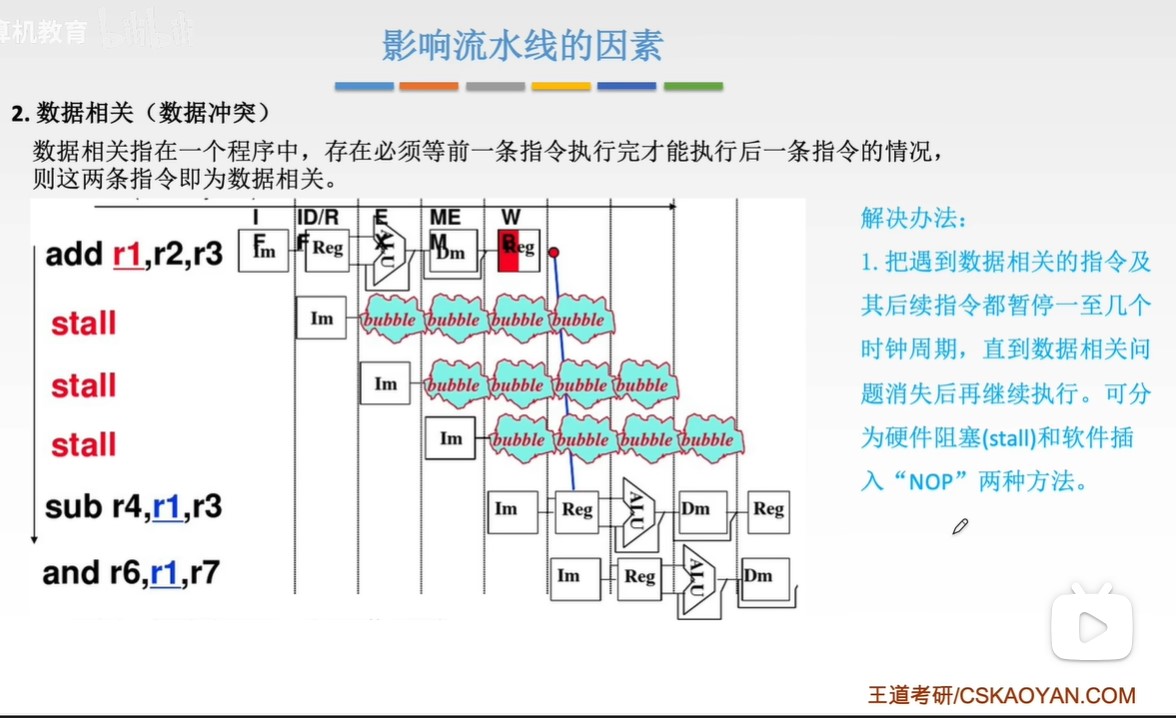 算机教育
影响流水线的因素
2. 数据相关（数据冲突）
数据相关指在一个程序中，存在必须等前一条指令执行完才能执行后一条指令的情况，
则这两条指令即为数据相关。
IF ID/RF EX MEM WB
add r1,r2,r3 Im Reg ALU Dm Reg
stall Im bubble bubble bubble bubble
stall Im bubble bubble bubble bubble
stall Im bubble bubble bubble bubble
sub r4,r1,r3 Im Reg ALU Dm Reg
and r6,r1,r7 Im Reg ALU Dm
解决办法：
1. 把遇到数据相关的指令及
其后续指令都暂停一至几个
时钟周期，直到数据相关问
题消失后再继续执行。可分
为硬件阻塞(stall)和软件插
入“NOP”两种方法。
王道考研/CSKAOYAN.COM